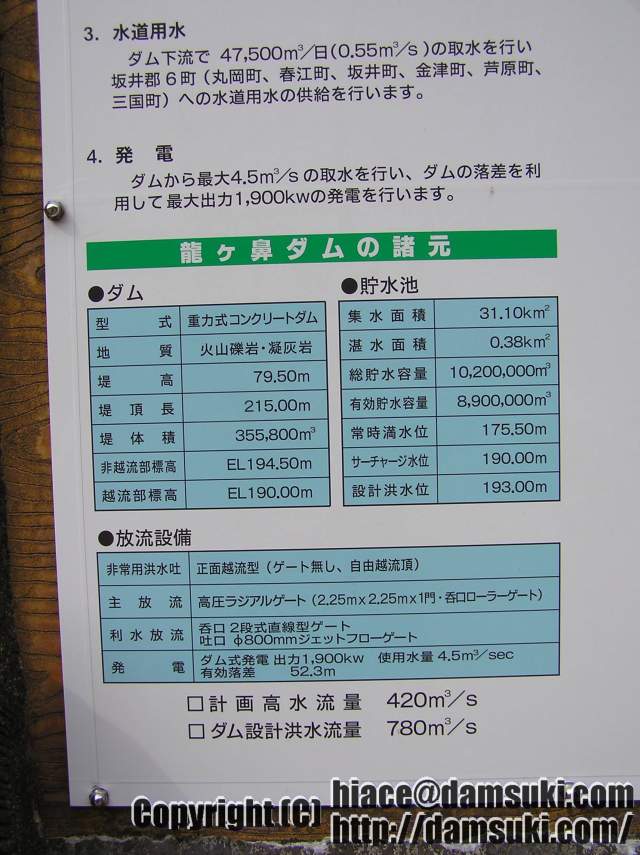 3. 水道用水
ダム下流で 47,500m³/日(0.55m³/s)の取水を行い
坂井郡6町(丸岡町、春江町、坂井町、金津町、芦原町、
三国町)への水道用水の供給を行います。
4. 発 電
ダムから最大4.5m³/sの取水を行い、ダムの落差を利
用して最大出力1,900kwの発電を行います。
龍ヶ鼻ダムの諸元
●ダム
型 式 重力式コンクリートダム
地 質 火山礫岩・凝灰岩
堤 高 79.50m
堤 頂 長 215.00m
堤 体 積 355,800m³
非越流部標高 EL194.50m
越流部標高 EL190.00m
●貯水池
集水面積 31.10km²
湛水面積 0.38km²
総貯水容量 10,200,000m³
有効貯水容量 8,900,000m³
常時満水位 175.50m
サーチャージ水位 190.00m
設計洪水位 193.00m
●放流設備
非常用洪水吐 正面越流型(ゲート無し、自由越流頂)
主 放 流 高圧ラジアルゲート(2.25m×2.25m×1門・呑口ローラーゲート)
利水放流 呑口 2段式直線型ゲート
吐口 φ800mmジェットフローゲート
発 電 ダム式発電 出力1,900kw 使用水量 4.5m³/sec
有効落差 52.3m
□計画高水流量 420m³/s
□ダム設計洪水流量 780m³/s
Copyright (C) hiace@damsuki.com
http://damsuki.com/